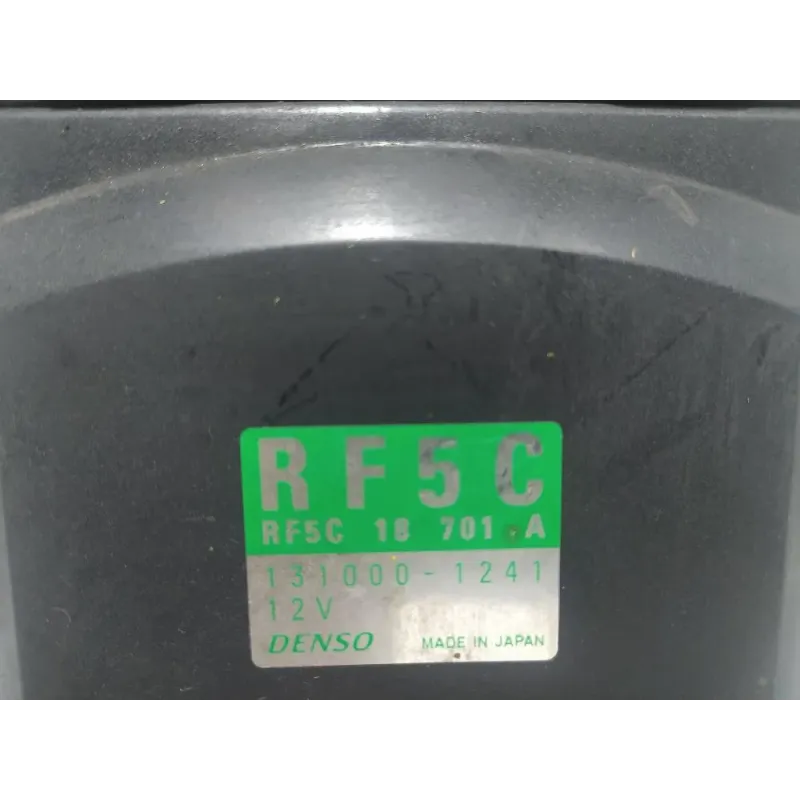 RF5C
RF5C 18 701 A
131000-1241
12V
DENSO MADE IN JAPAN